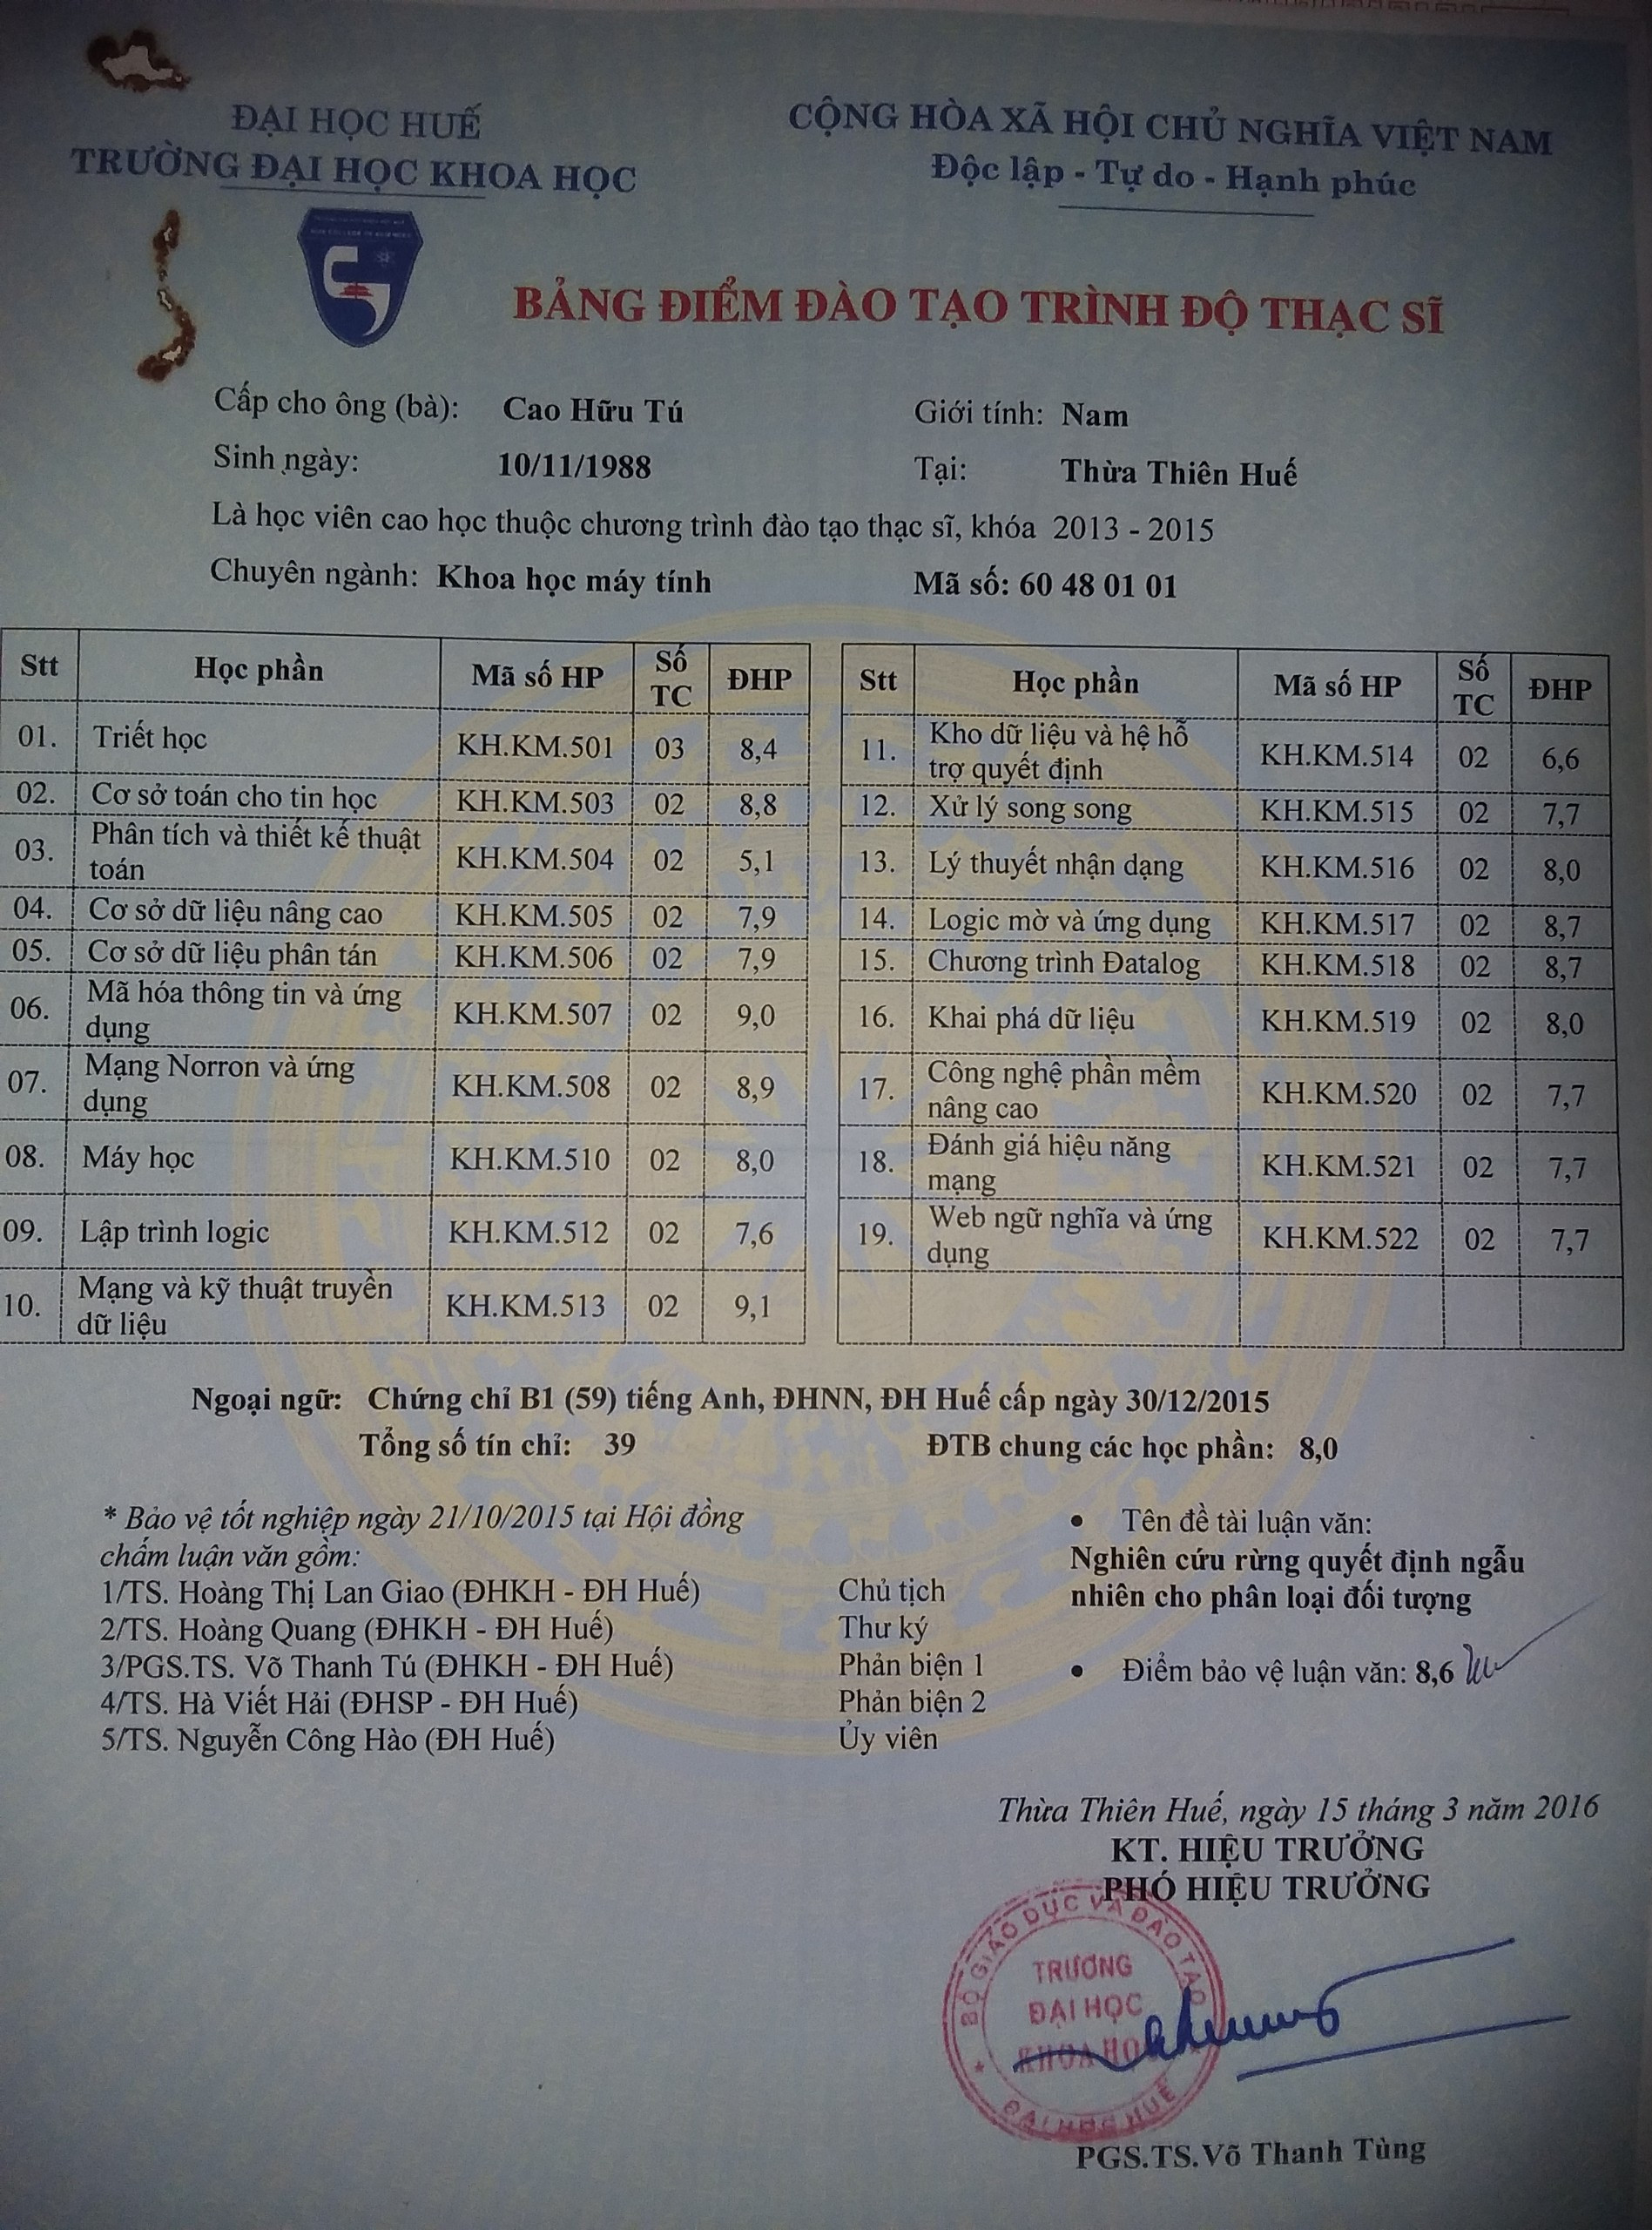 ĐẠI HỌC HUẾ
TRƯỜNG ĐẠI HỌC KHOA HỌC
CỘNG HÒA XÃ HỘI CHỦ NGHĨA VIỆT NAM
Độc lập - Tự do - Hạnh phúc
BẢNG ĐIỂM ĐÀO TẠO TRÌNH ĐỘ THẠC SĨ
Cấp cho ông (bà): Cao Hữu Tú Giới tính: Nam
Sinh ngày: 10/11/1988 Tại: Thừa Thiên Huế
Là học viên cao học thuộc chương trình đào tạo thạc sĩ, khóa 2013 - 2015
Chuyên ngành: Khoa học máy tính Mã số: 60 48 01 01
Stt Học phần Mã số HP Số TC ĐHP
01. Triết học KH.KM.501 03 8,4
02. Cơ sở toán cho tin học KH.KM.503 02 8,8
03. Phân tích và thiết kế thuật toán KH.KM.504 02 5,1
04. Cơ sở dữ liệu nâng cao KH.KM.505 02 7,9
05. Cơ sở dữ liệu phân tán KH.KM.506 02 7,9
06. Mã hóa thông tin và ứng dụng KH.KM.507 02 9,0
07. Mạng Norron và ứng dụng KH.KM.508 02 8,9
08. Máy học KH.KM.510 02 8,0
09. Lập trình logic KH.KM.512 02 7,6
10. Mạng và kỹ thuật truyền dữ liệu KH.KM.513 02 9,1
Stt Học phần Mã số HP Số TC ĐHP
11. Kho dữ liệu và hệ hỗ trợ quyết định KH.KM.514 02 6,6
12. Xử lý song song KH.KM.515 02 7,7
13. Lý thuyết nhận dạng KH.KM.516 02 8,0
14. Logic mờ và ứng dụng KH.KM.517 02 8,7
15. Chương trình Datalog KH.KM.518 02 8,7
16. Khai phá dữ liệu KH.KM.519 02 8,0
17. Công nghệ phần mềm nâng cao KH.KM.520 02 7,7
18. Đánh giá hiệu năng mạng KH.KM.521 02 7,7
19. Web ngữ nghĩa và ứng dụng KH.KM.522 02 7,7
Ngoại ngữ: Chứng chỉ B1 (59) tiếng Anh, ĐHNN, ĐH Huế cấp ngày 30/12/2015
Tổng số tín chỉ: 39 ĐTB chung các học phần: 8,0
* Bảo vệ tốt nghiệp ngày 21/10/2015 tại Hội đồng
chấm luận văn gồm:
1/TS. Hoàng Thị Lan Giao (ĐHKH - ĐH Huế) Chủ tịch
2/TS. Hoàng Quang (ĐHKH - ĐH Huế) Thư ký
3/PGS.TS. Võ Thanh Tú (ĐHKH - ĐH Huế) Phản biện 1
4/TS. Hà Viết Hải (ĐHSP - ĐH Huế) Phản biện 2
5/TS. Nguyễn Công Hào (ĐH Huế) Ủy viên
• Tên đề tài luận văn:
Nghiên cứu rừng quyết định ngẫu
nhiên cho phân loại đối tượng
• Điểm bảo vệ luận văn: 8,6
Thừa Thiên Huế, ngày 15 tháng 3 năm 2016
KT. HIỆU TRƯỞNG
PHÓ HIỆU TRƯỞNG
BỘ GIÁO DỤC VÀ ĐÀO TẠO
TRƯỜNG
ĐẠI HỌC
KHOA HỌC
ĐẠI HỌC HUẾ
PGS.TS.Võ Thanh Tùng